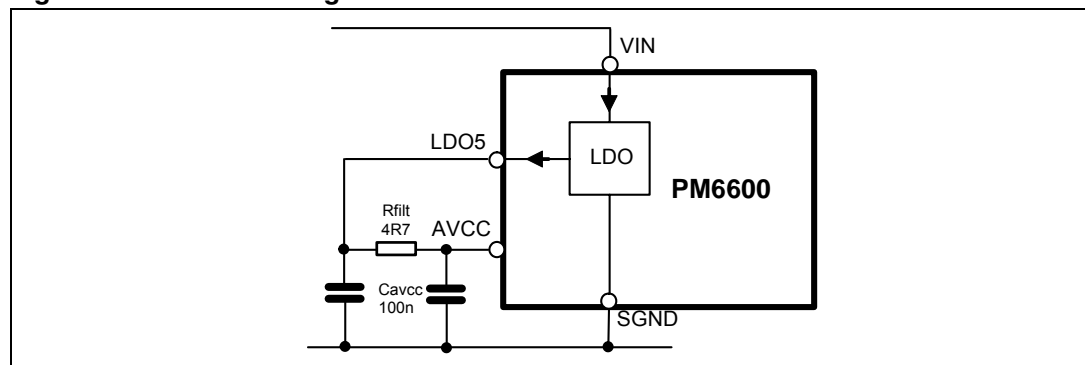 VIN
LDO5
LDO
PM6600
Rfilt
4R7
AVCC
Cavcc
100n
SGND